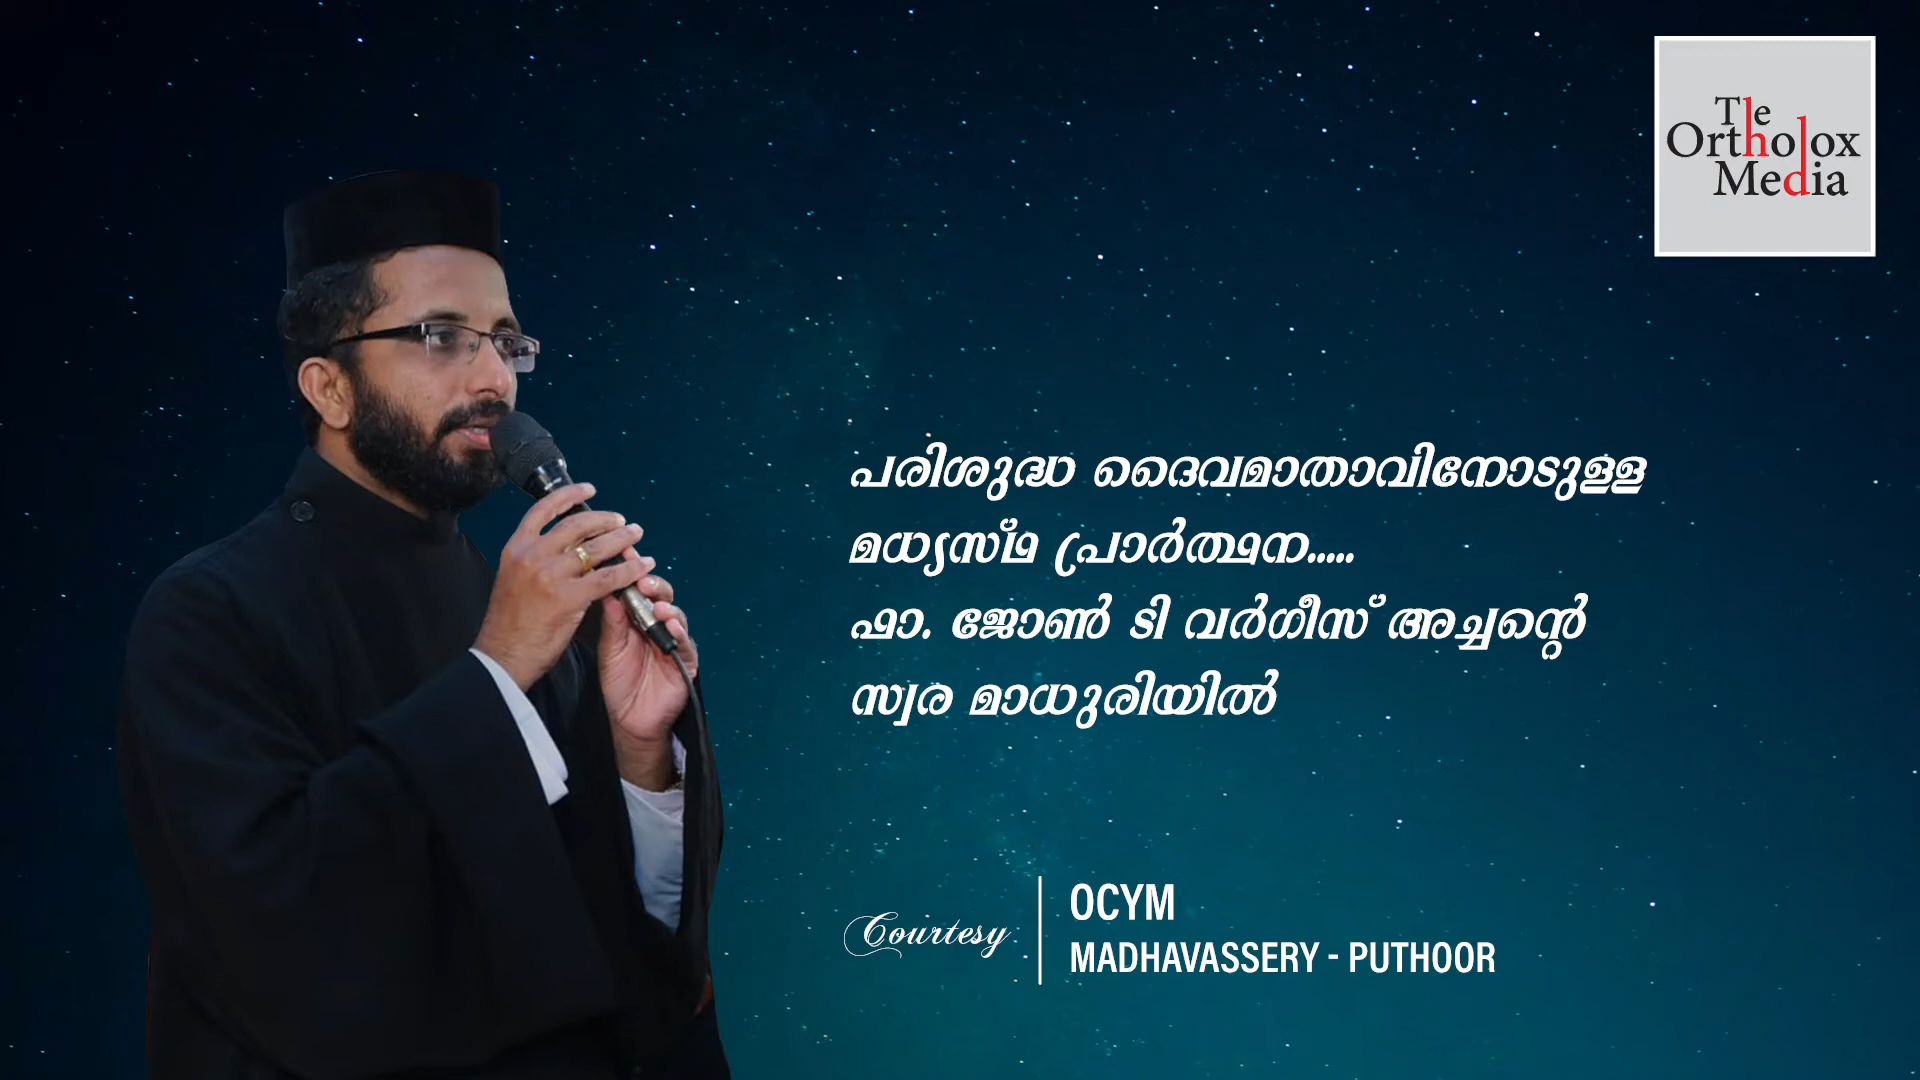 The
Orthodox
Media
പരിശുദ്ധ ദൈവമാതാവിനോടുള്ള
മധ്യസ്ഥ പ്രാർത്ഥന.....
ഫാ. ജോൺ ടി വർഗീസ് അച്ചന്റെ
സ്വര മാധുരിയിൽ
Courtesy
OCYM
MADHAVASSERY - PUTHOOR